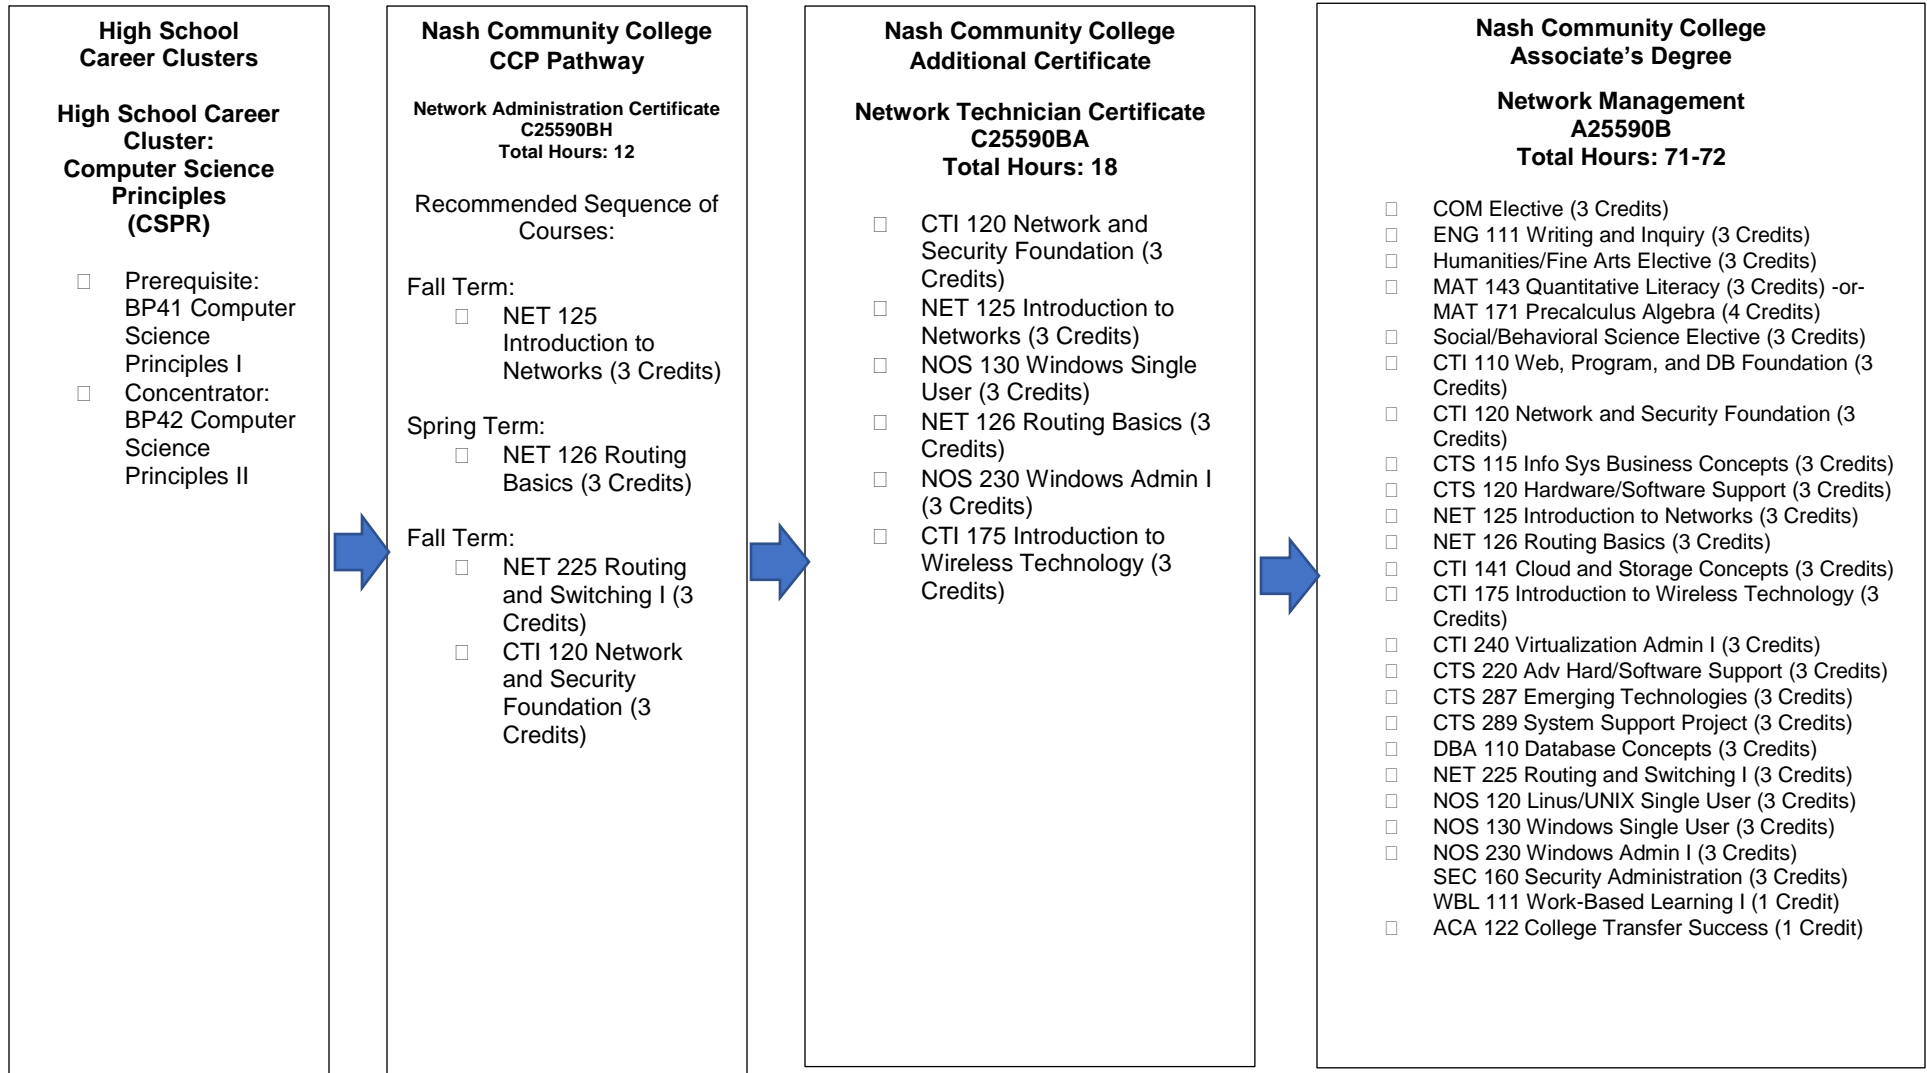 High School
Career Clusters
High School Career
Cluster:
Computer Science
Principles
(CSPR)
Prerequisite:
BP41 Computer
Science
Principles I
Concentrator:
BP42 Computer
Science
Principles II
Nash Community College
CCP Pathway
Network Administration Certificate
C25590BH
Total Hours: 12
Recommended Sequence of
Courses:
Fall Term:
NET 125
Introduction to
Networks (3 Credits)
Spring Term:
NET 126 Routing
Basics (3 Credits)
Fall Term:
NET 225 Routing
and Switching I (3
Credits)
CTI 120 Network
and Security
Foundation (3
Credits)
Nash Community College
Additional Certificate
Network Technician Certificate
C25590BA
Total Hours: 18
CTI 120 Network and
Security Foundation (3
Credits)
NET 125 Introduction to
Networks (3 Credits)
NOS 130 Windows Single
User (3 Credits)
NET 126 Routing Basics (3
Credits)
NOS 230 Windows Admin I
(3 Credits)
CTI 175 Introduction to
Wireless Technology (3
Credits)
Nash Community College
Associate's Degree
Network Management
A25590B
Total Hours: 71-72
COM Elective (3 Credits)
ENG 111 Writing and Inquiry (3 Credits)
Humanities/Fine Arts Elective (3 Credits)
MAT 143 Quantitative Literacy (3 Credits) -or-
MAT 171 Precalculus Algebra (4 Credits)
Social/Behavioral Science Elective (3 Credits)
CTI 110 Web, Program, and DB Foundation (3
Credits)
CTI 120 Network and Security Foundation (3
Credits)
CTS 115 Info Sys Business Concepts (3 Credits)
CTS 120 Hardware/Software Support (3 Credits)
NET 125 Introduction to Networks (3 Credits)
NET 126 Routing Basics (3 Credits)
CTI 141 Cloud and Storage Concepts (3 Credits)
CTI 175 Introduction to Wireless Technology (3
Credits)
CTI 240 Virtualization Admin I (3 Credits)
CTS 220 Adv Hard/Software Support (3 Credits)
CTS 287 Emerging Technologies (3 Credits)
CTS 289 System Support Project (3 Credits)
DBA 110 Database Concepts (3 Credits)
NET 225 Routing and Switching I (3 Credits)
NOS 120 Linus/UNIX Single User (3 Credits)
NOS 130 Windows Single User (3 Credits)
NOS 230 Windows Admin I (3 Credits)
SEC 160 Security Administration (3 Credits)
WBL 111 Work-Based Learning I (1 Credit)
ACA 122 College Transfer Success (1 Credit)